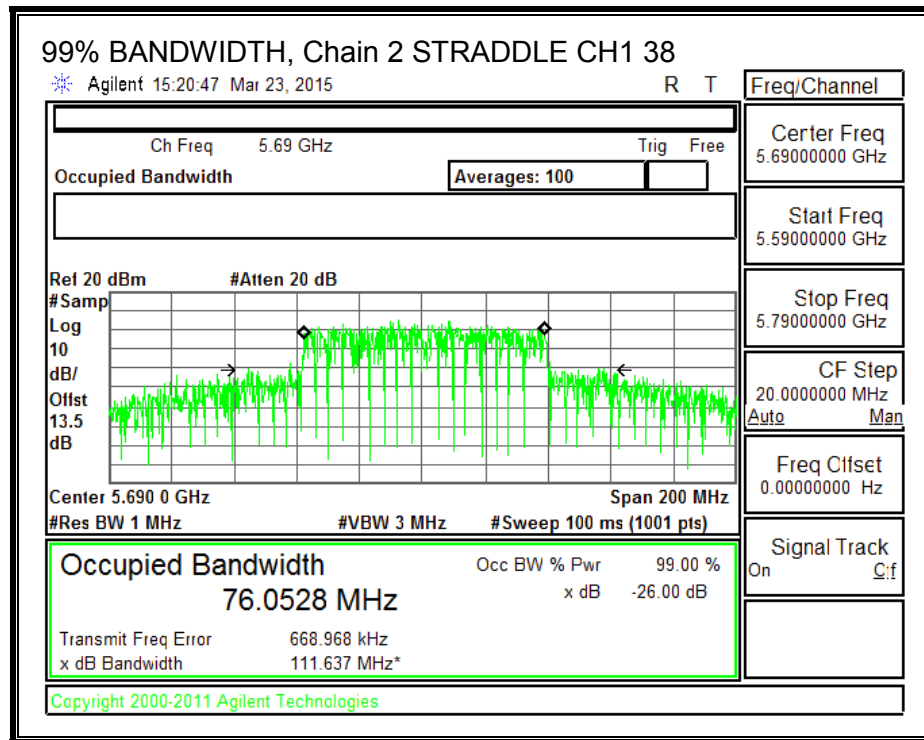 99% BANDWIDTH, Chain 2 STRADDLE CH1 38
Agilent 15:20:47 Mar 23, 2015 R T
Freq/Channel
Ch Freq 5.69 GHz Trig Free
Occupied Bandwidth Averages: 100
Center Freq
5.69000000 GHz
Start Freq
5.59000000 GHz
Stop Freq
5.79000000 GHz
CF Step
20.0000000 MHz
Auto Man
Freq Offset
0.00000000 Hz
Signal Track
On Off
Ref 20 dBm #Atten 20 dB
#Samp
Log
10
dB/
Offst
13.5
dB
Center 5.690 0 GHz Span 200 MHz
#Res BW 1 MHz #VBW 3 MHz #Sweep 100 ms (1001 pts)
Occupied Bandwidth
76.0528 MHz
Occ BW % Pwr 99.00 %
x dB -26.00 dB
Transmit Freq Error 668.968 kHz
x dB Bandwidth 111.637 MHz*
Copyright 2000-2011 Agilent Technologies